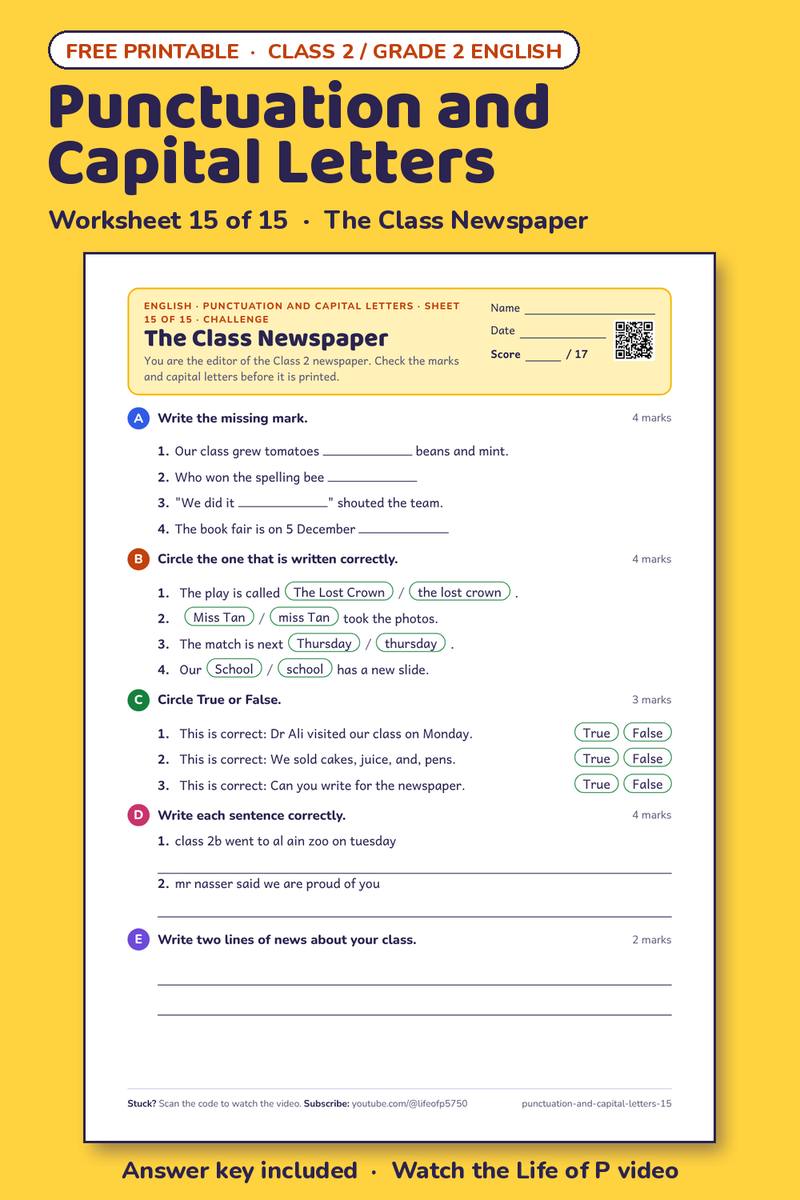 FREE PRINTABLE · CLASS 2 / GRADE 2 ENGLISH
Punctuation and
Capital Letters
Worksheet 15 of 15 · The Class Newspaper
ENGLISH · PUNCTUATION AND CAPITAL LETTERS · SHEET
15 OF 15 · CHALLENGE
The Class Newspaper
You are the editor of the Class 2 newspaper. Check the marks
and capital letters before it is printed.
Name ____
Date ____
Score ____ / 17
A Write the missing mark. 4 marks
1. Our class grew tomatoes ____ beans and mint.
2. Who won the spelling bee ____
3. "We did it ____" shouted the team.
4. The book fair is on 5 December ____
B Circle the one that is written correctly. 4 marks
1. The play is called The Lost Crown / the lost crown .
2. Miss Tan / miss Tan took the photos.
3. The match is next Thursday / thursday .
4. Our School / school has a new slide.
C Circle True or False. 3 marks
1. This is correct: Dr Ali visited our class on Monday. True False
2. This is correct: We sold cakes, juice, and, pens. True False
3. This is correct: Can you write for the newspaper. True False
D Write each sentence correctly. 4 marks
1. class 2b went to al ain zoo on tuesday
2. mr nasser said we are proud of you
E Write two lines of news about your class. 2 marks
Stuck? Scan the code to watch the video. Subscribe: youtube.com/@lifeofp5750 punctuation-and-capital-letters-15
Answer key included · Watch the Life of P video